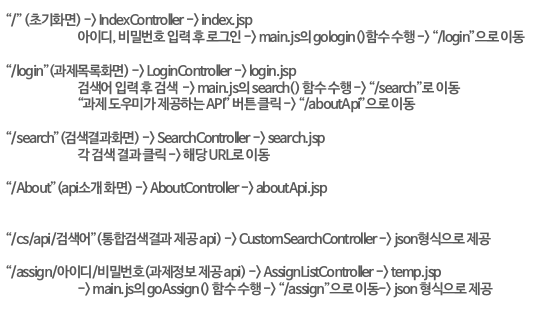 “/” (초기화면) -> IndexController -> index.jsp
아이디, 비밀번호 입력 후 로그인 -> main.js의 gologin()함수 수행 -> “/login”으로 이동
“/login”(과제목록화면) -> LoginController -> login.jsp
검색어 입력 후 검색 -> main.js의 search() 함수 수행 -> “/search”로 이동
“과제 도우미가 제공하는 API” 버튼 클릭 -> “/aboutApi”으로 이동
“/search”(검색결과화면) -> SearchController -> search.jsp
각 검색 결과 클릭 -> 해당 URL로 이동
“/About”(api소개 화면) -> AboutController -> aboutApi.jsp
“/cs/api/검색어”(통합검색결과 제공 api) -> CustomSearchController -> json형식으로 제공
“/assign/아이디/비밀번호(과제정보 제공 api) -> AssignListController -> temp.jsp
-> main.js의 goAssign() 함수 수행 -> “/assign”으로 이동-> json 형식으로 제공